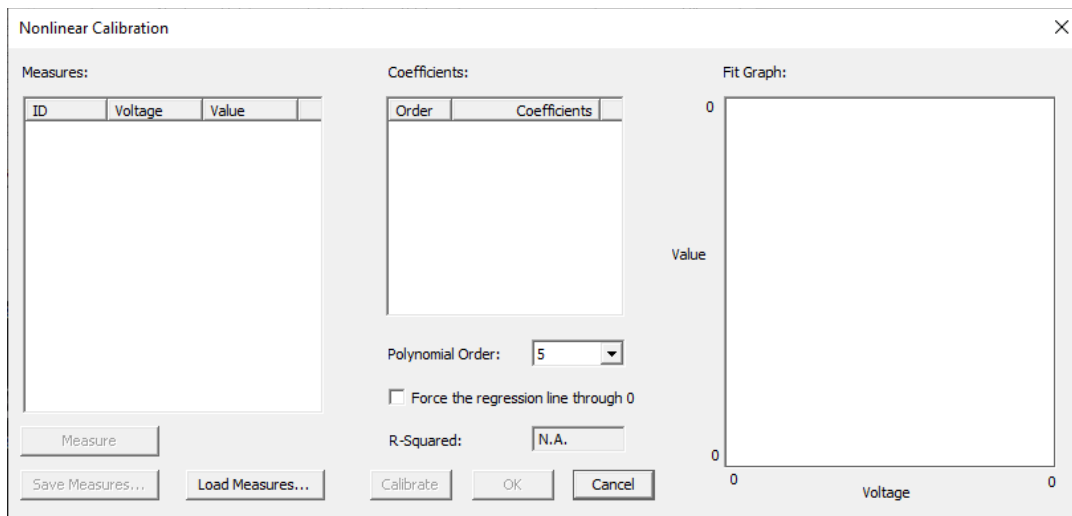 Nonlinear Calibration
Measures:
ID Voltage Value
Measure
Save Measures...
Load Measures...
Coefficients:
Order Coefficients
Polynomial Order: 5
Force the regression line through 0
R-Squared: N.A.
Calibrate
OK
Cancel
Fit Graph:
0
Value
0
0
0
Voltage